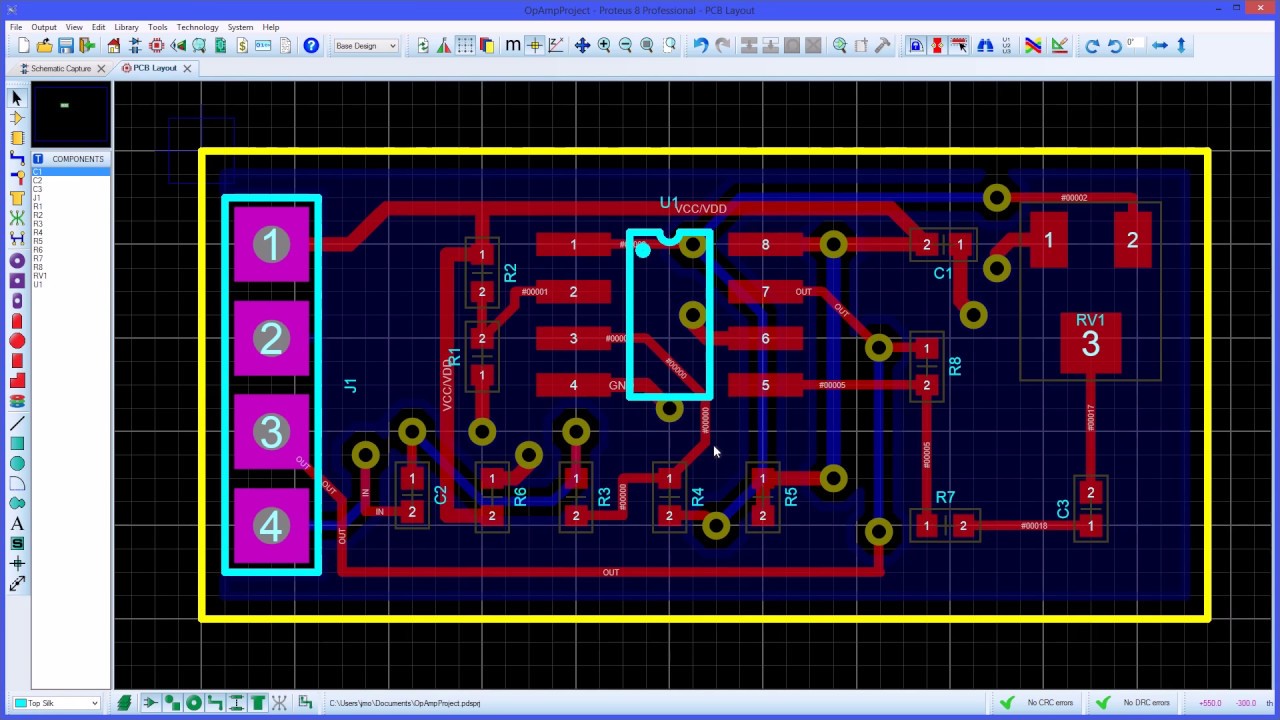 OpAmpProject - Proteus 8 Professional - PCB Layout
File Output View Edit Library Tools Technology System Help
Base Design
m
0°
Schematic Capture
PCB Layout
T COMPONENTS
C1
C2
C3
J1
R1
R2
R3
R4
R5
R6
R7
R8
RV1
U1
A
S
1
2
3
4
J1
VCC/VDD
U1
#00002
1 2
RV1
3
1
2
3
4
8
7
6
5
#00001
#00000
OUT
OUT
#00005
2 1
C1
1
2
R2
2
1
R1
VCC/VDD
1
2
R8
#00005
#00017
#00000
OUT
OUT
OUT
IN
IN
1
2
C2
1
2
R6
1
2
R3
#00000
1
2
R4
1
2
R5
R7
1 2
#00018
C3
2
1
OUT
Top Silk
C:\Users\jmo\Documents\OpAmpProject.pdsprj
No CRC errors
No DRC errors
+550.0 -300.0 th